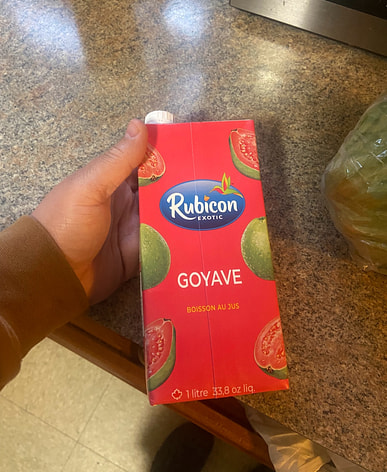 Rubicon
EXOTIC
GOYAVE
BOISSON AU JUS
1 litre 33,8 oz liq.